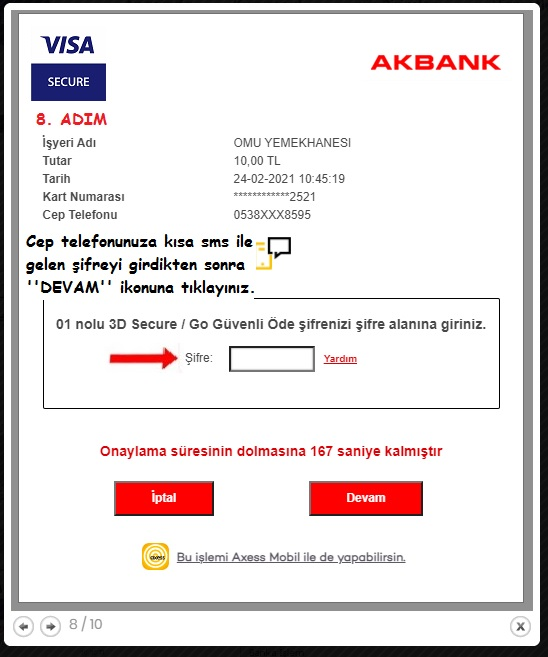 VISA
SECURE
AKBANK
8. ADIM
İşyeri Adı OMU YEMEKHANESI
Tutar 10,00 TL
Tarih 24-02-2021 10:45:19
Kart Numarası ************2521
Cep Telefonu 0538XXX8595
Cep telefonunuza kısa sms ile
gelen şifreyi girdikten sonra
''DEVAM'' ikonuna tıklayınız.
01 nolu 3D Secure / Go Güvenli Öde şifrenizi şifre alanına giriniz.
Şifre: Yardım
Onaylama süresinin dolmasına 167 saniye kalmıştır
İptal Devam
axess Bu işlemi Axess Mobil ile de yapabilirsin.
8 / 10